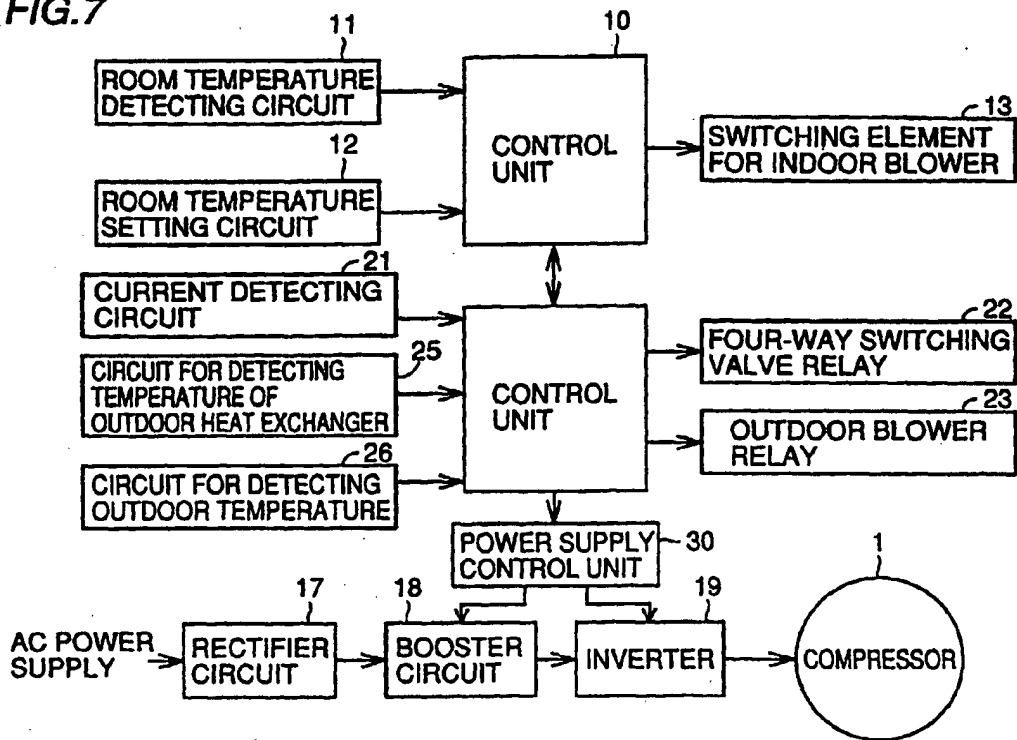 FIG.7
11
10
ROOM TEMPERATURE
DETECTING CIRCUIT
13
SWITCHING ELEMENT
FOR INDOOR BLOWER
CONTROL
UNIT
12
ROOM TEMPERATURE
SETTING CIRCUIT
21
CURRENT DETECTING
CIRCUIT
22
FOUR-WAY SWITCHING
VALVE RELAY
25
CIRCUIT FOR DETECTING
TEMPERATURE OF
OUTDOOR HEAT EXCHANGER
CONTROL
UNIT
23
OUTDOOR BLOWER
RELAY
26
CIRCUIT FOR DETECTING
OUTDOOR TEMPERATURE
POWER SUPPLY
CONTROL UNIT
30
1
17
18
19
AC POWER
SUPPLY
RECTIFIER
CIRCUIT
BOOSTER
CIRCUIT
INVERTER
COMPRESSOR